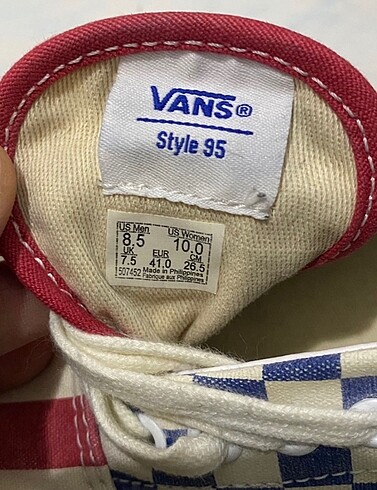 VANS®
Style 95
US Men US Women
8.5 10.0
UK EUR CM
7.5 41.0 26.5
507452 Made in Philippines
Fabrique aux Philippines